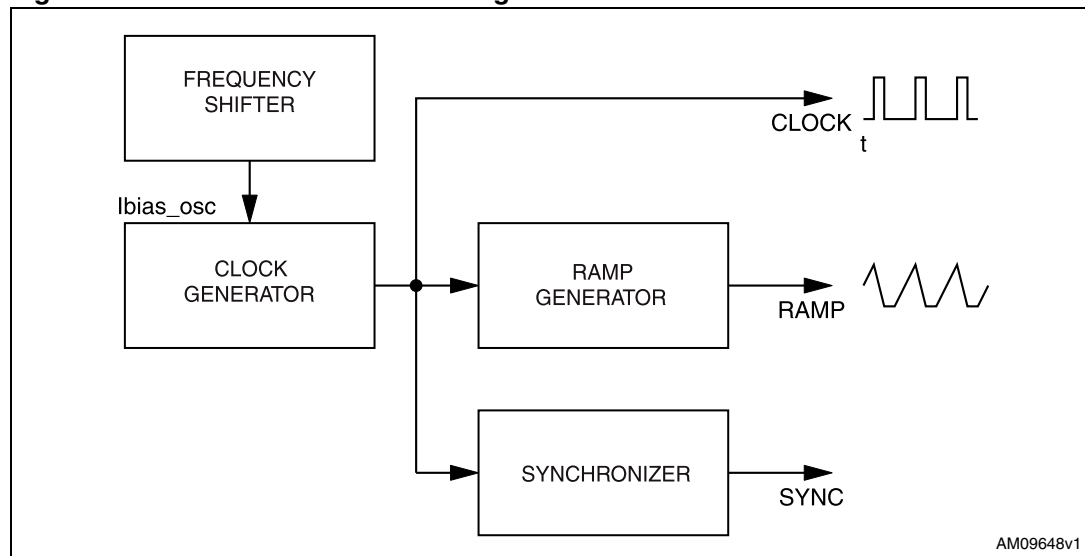 FREQUENCY
SHIFTER
CLOCK
t
Ibias_osc
CLOCK
GENERATOR
RAMP
GENERATOR
RAMP
SYNCHRONIZER
SYNC
AM09648v1